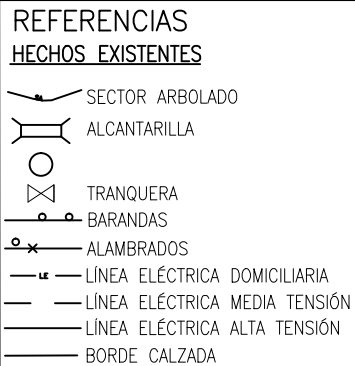 REFERENCIAS
HECHOS EXISTENTES
SECTOR ARBOLADO
ALCANTARILLA
TRANQUERA
BARANDAS
ALAMBRADOS
LE LÍNEA ELÉCTRICA DOMICILIARIA
LÍNEA ELÉCTRICA MEDIA TENSIÓN
LÍNEA ELÉCTRICA ALTA TENSIÓN
BORDE CALZADA